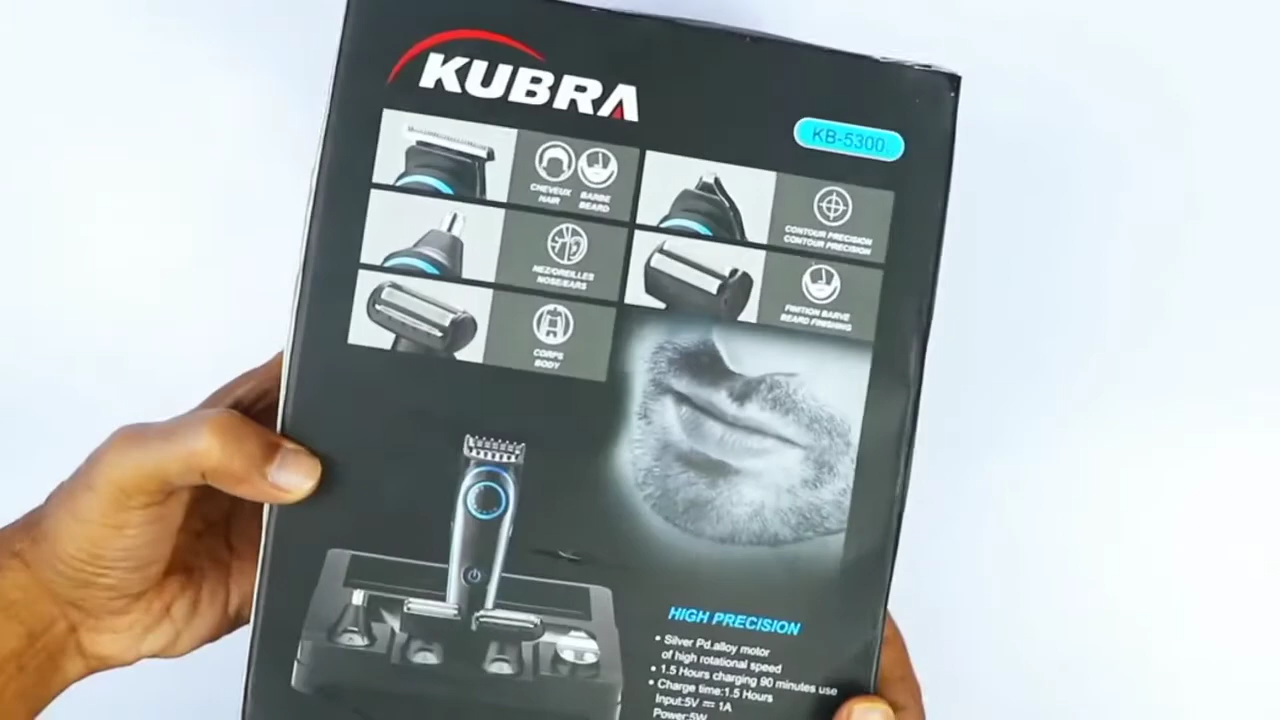 KUBRA
KB-5300
CHEVEUX
HAIR
BARBE
BEARD
CONTOUR PRECISION
CONTOUR PRECISION
NEZ/OREILLES
NOSE/EARS
FINITION BARVE
BEARD FINISHING
CORPS
BODY
HIGH PRECISION
• Silver Pd.alloy motor
of high rotational speed
• 1.5 Hours charging 90 minutes use
• Charge time:1.5 Hours
Input:5V ⎓ 1A
Power:5W